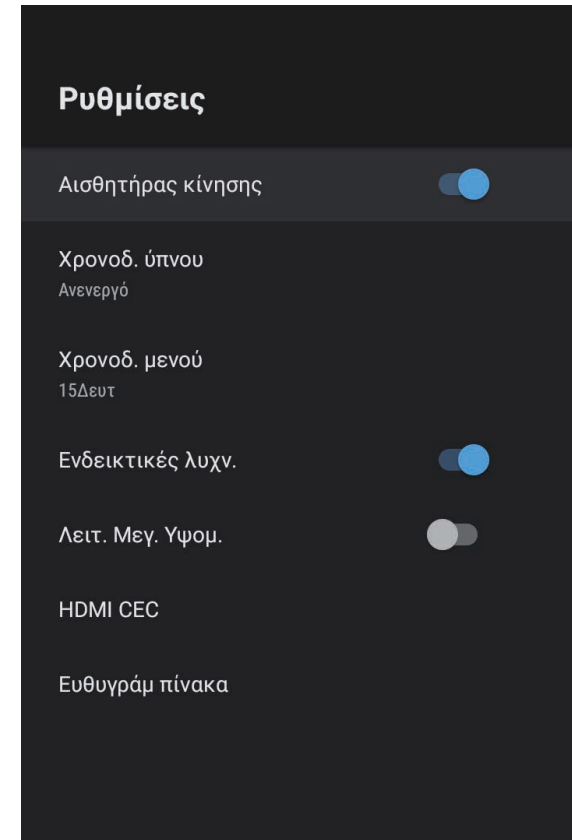 Ρυθμίσεις
Αισθητήρας κίνησης
Χρονοδ. ύπνου
Ανενεργό
Χρονοδ. μενού
15Δευτ
Ενδεικτικές λυχν.
Λειτ. Μεγ. Υψομ.
HDMI CEC
Ευθυγράμ πίνακα